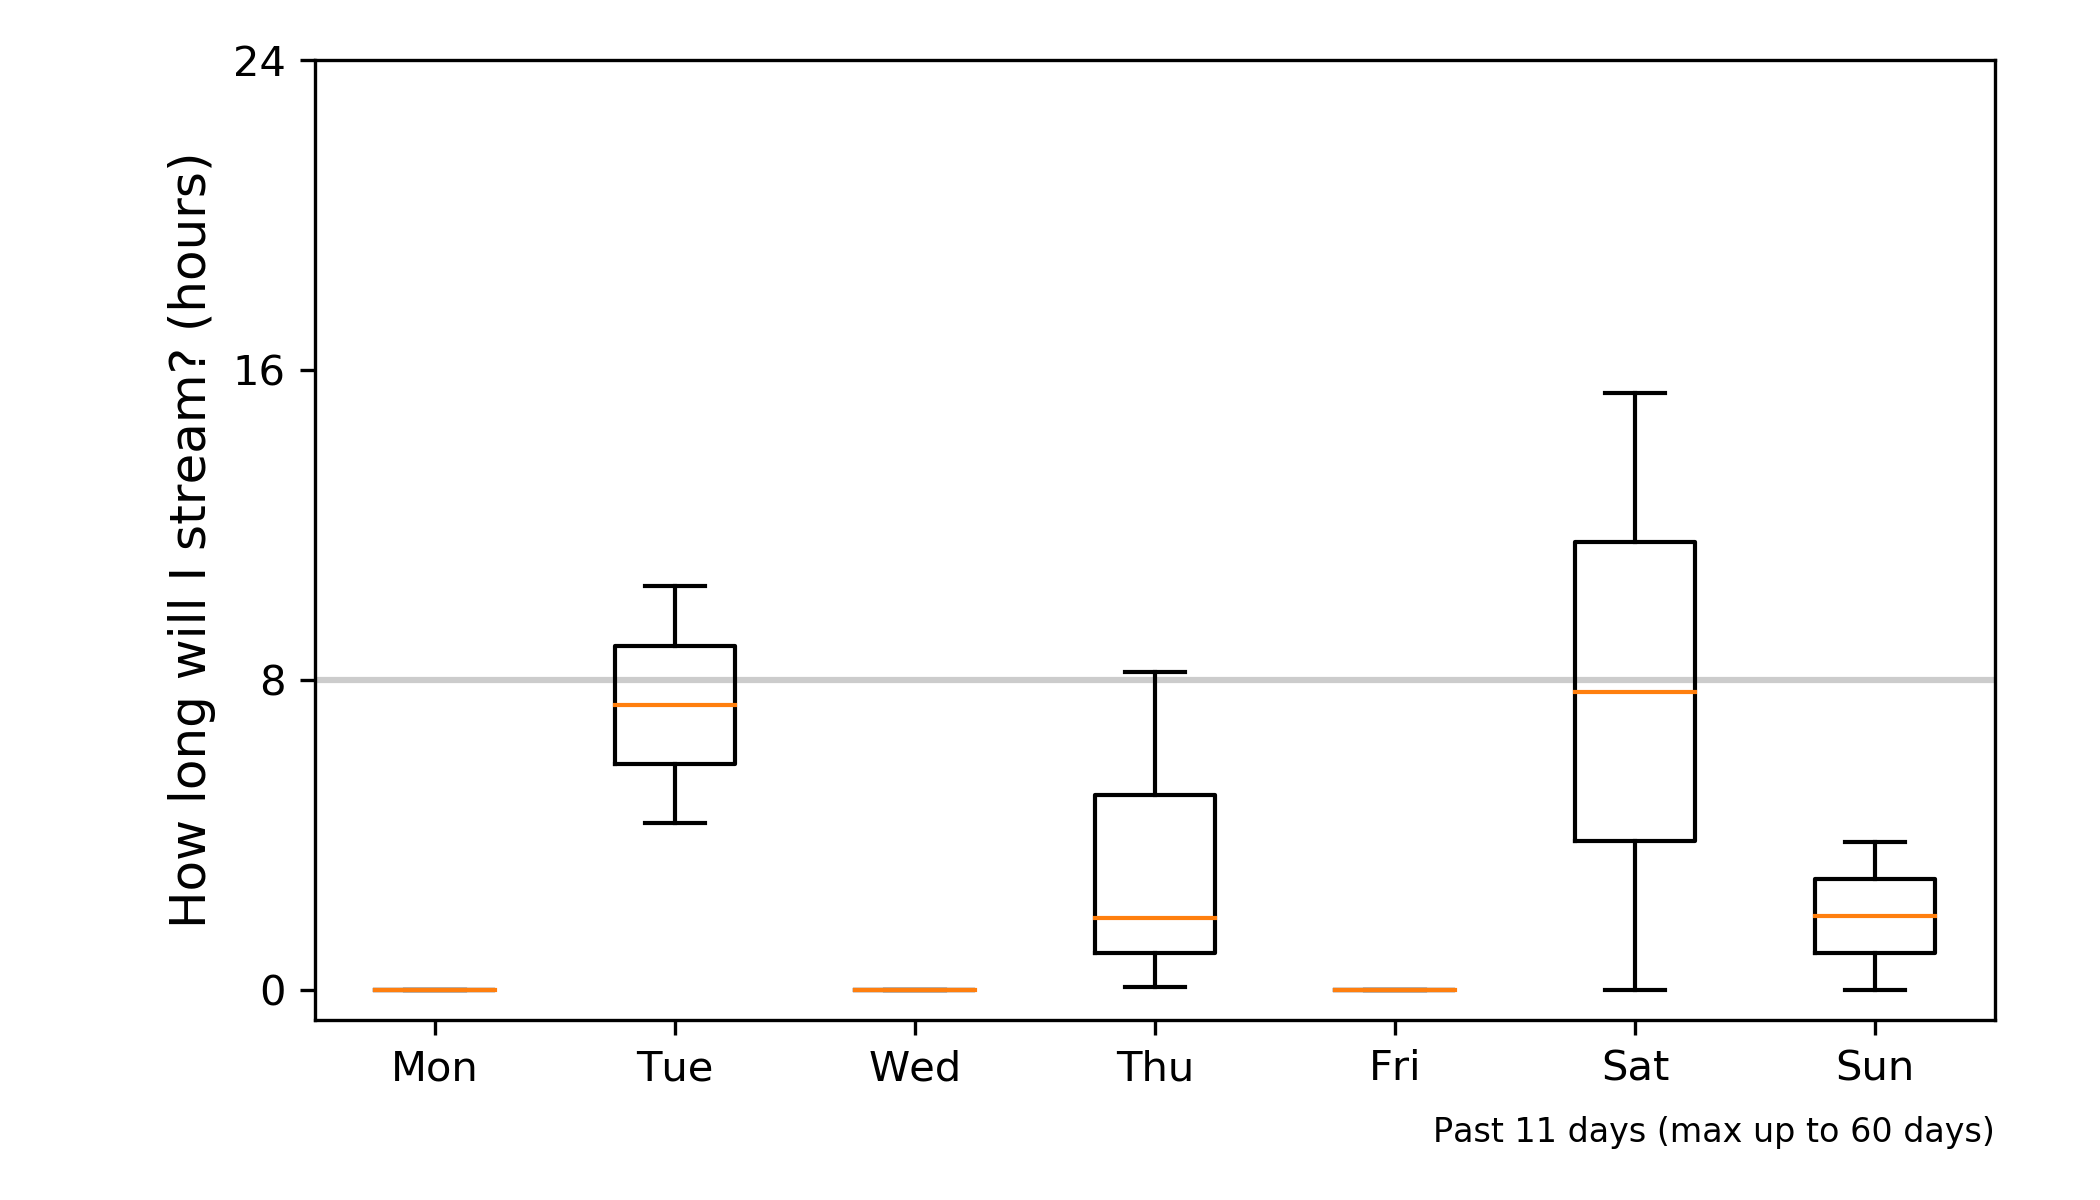 How long will I stream? (hours)
24
16
8
0
Mon Tue Wed Thu Fri Sat Sun
Past 11 days (max up to 60 days)